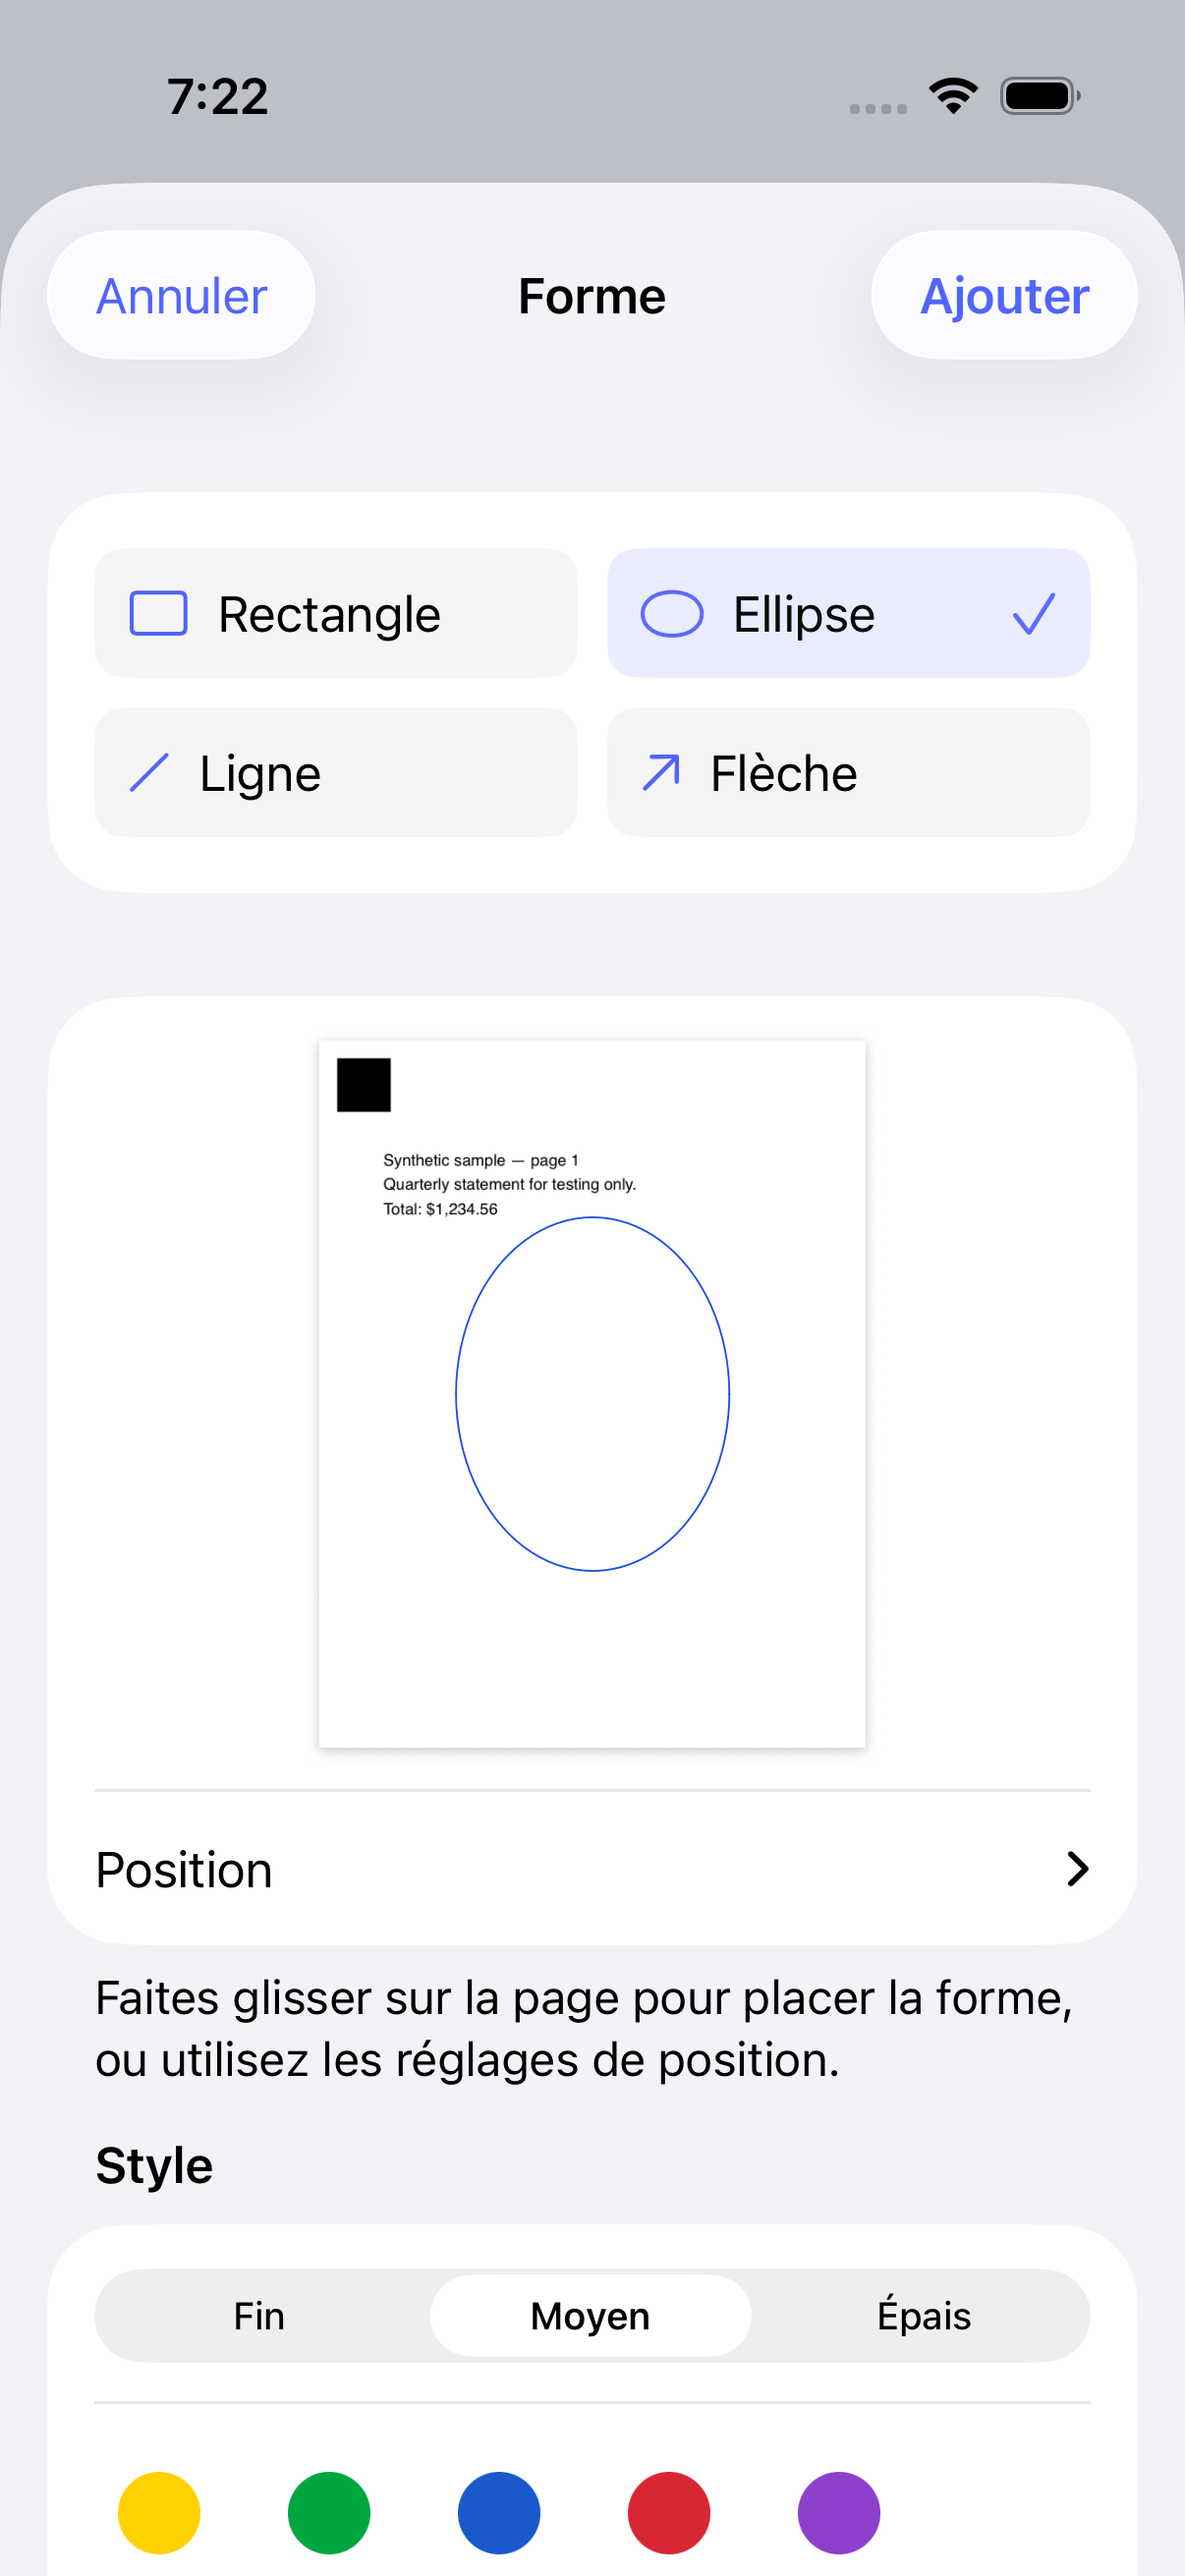 7:22
Annuler
Forme
Ajouter
Rectangle
Ellipse
Ligne
Flèche
Synthetic sample — page 1
Quarterly statement for testing only.
Total: $1,234.56
Position
Faites glisser sur la page pour placer la forme,
ou utilisez les réglages de position.
Style
Fin
Moyen
Épais